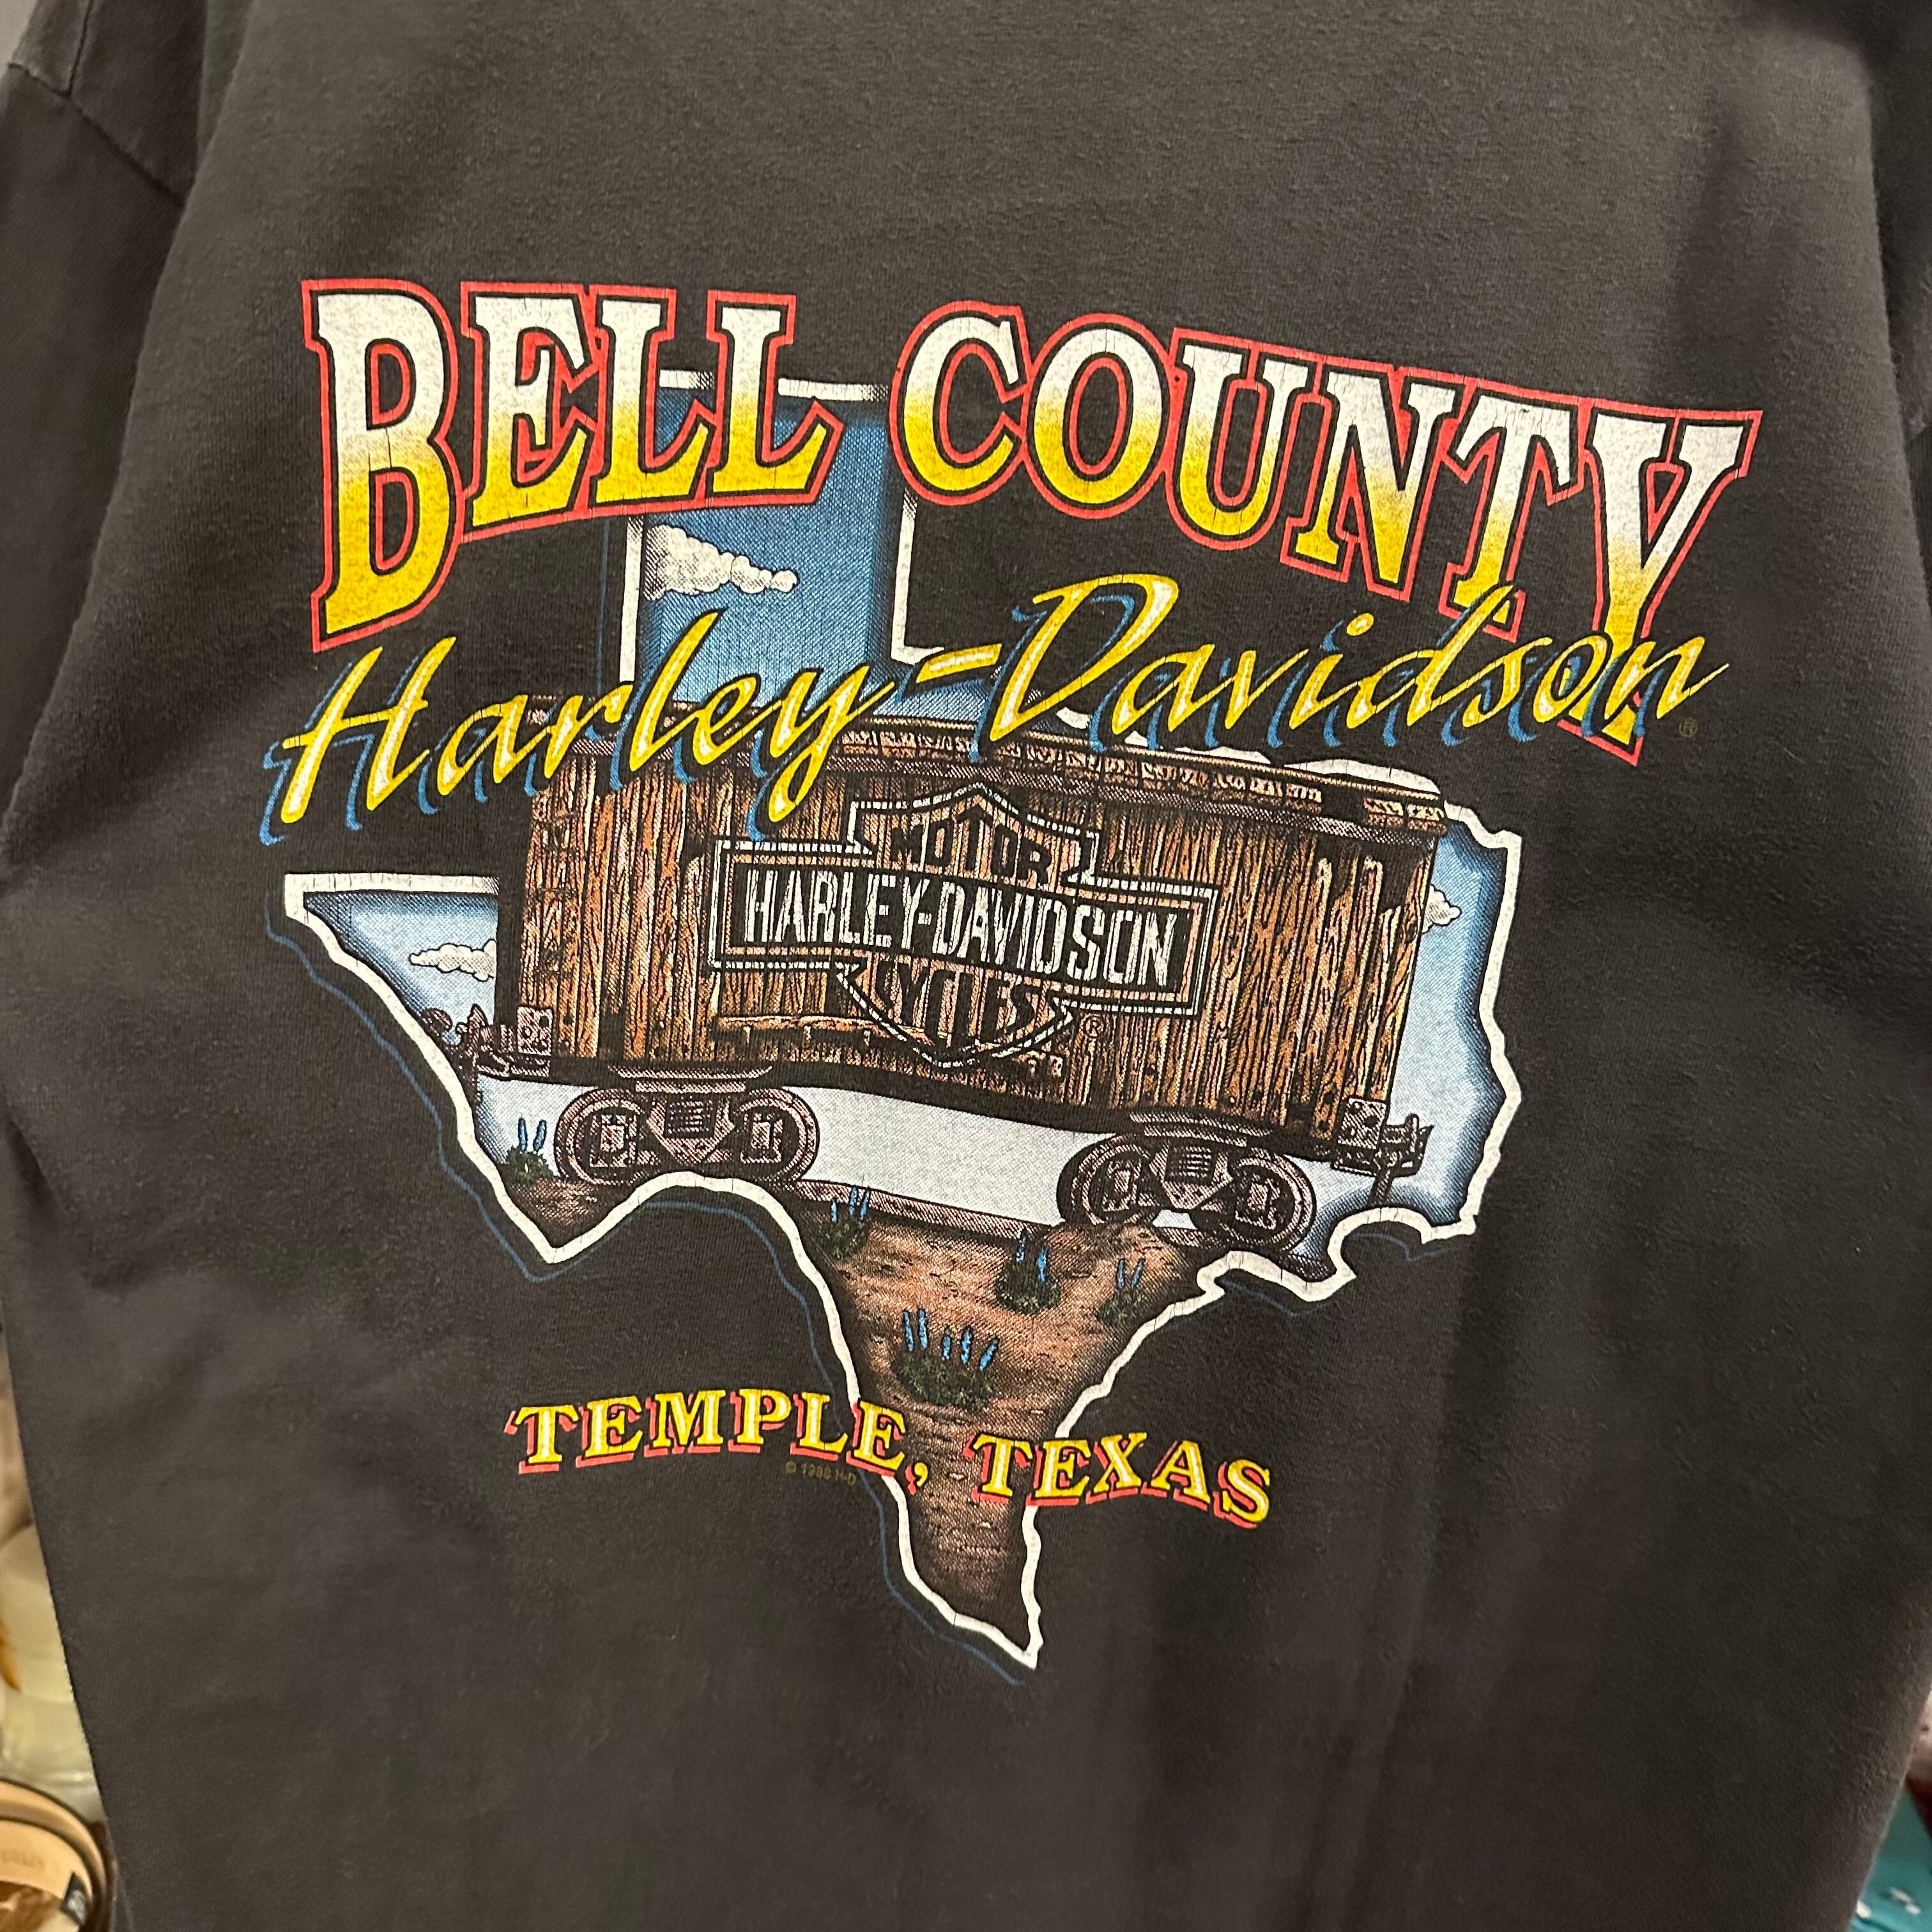 BELL COUNTY
Harley-Davidson ®
MOTOR
HARLEY-DAVIDSON
CYCLES ®
TEMPLE, TEXAS
© H-D